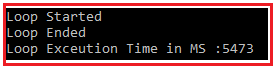 Loop Started
Loop Ended
Loop Exceution Time in MS :5473